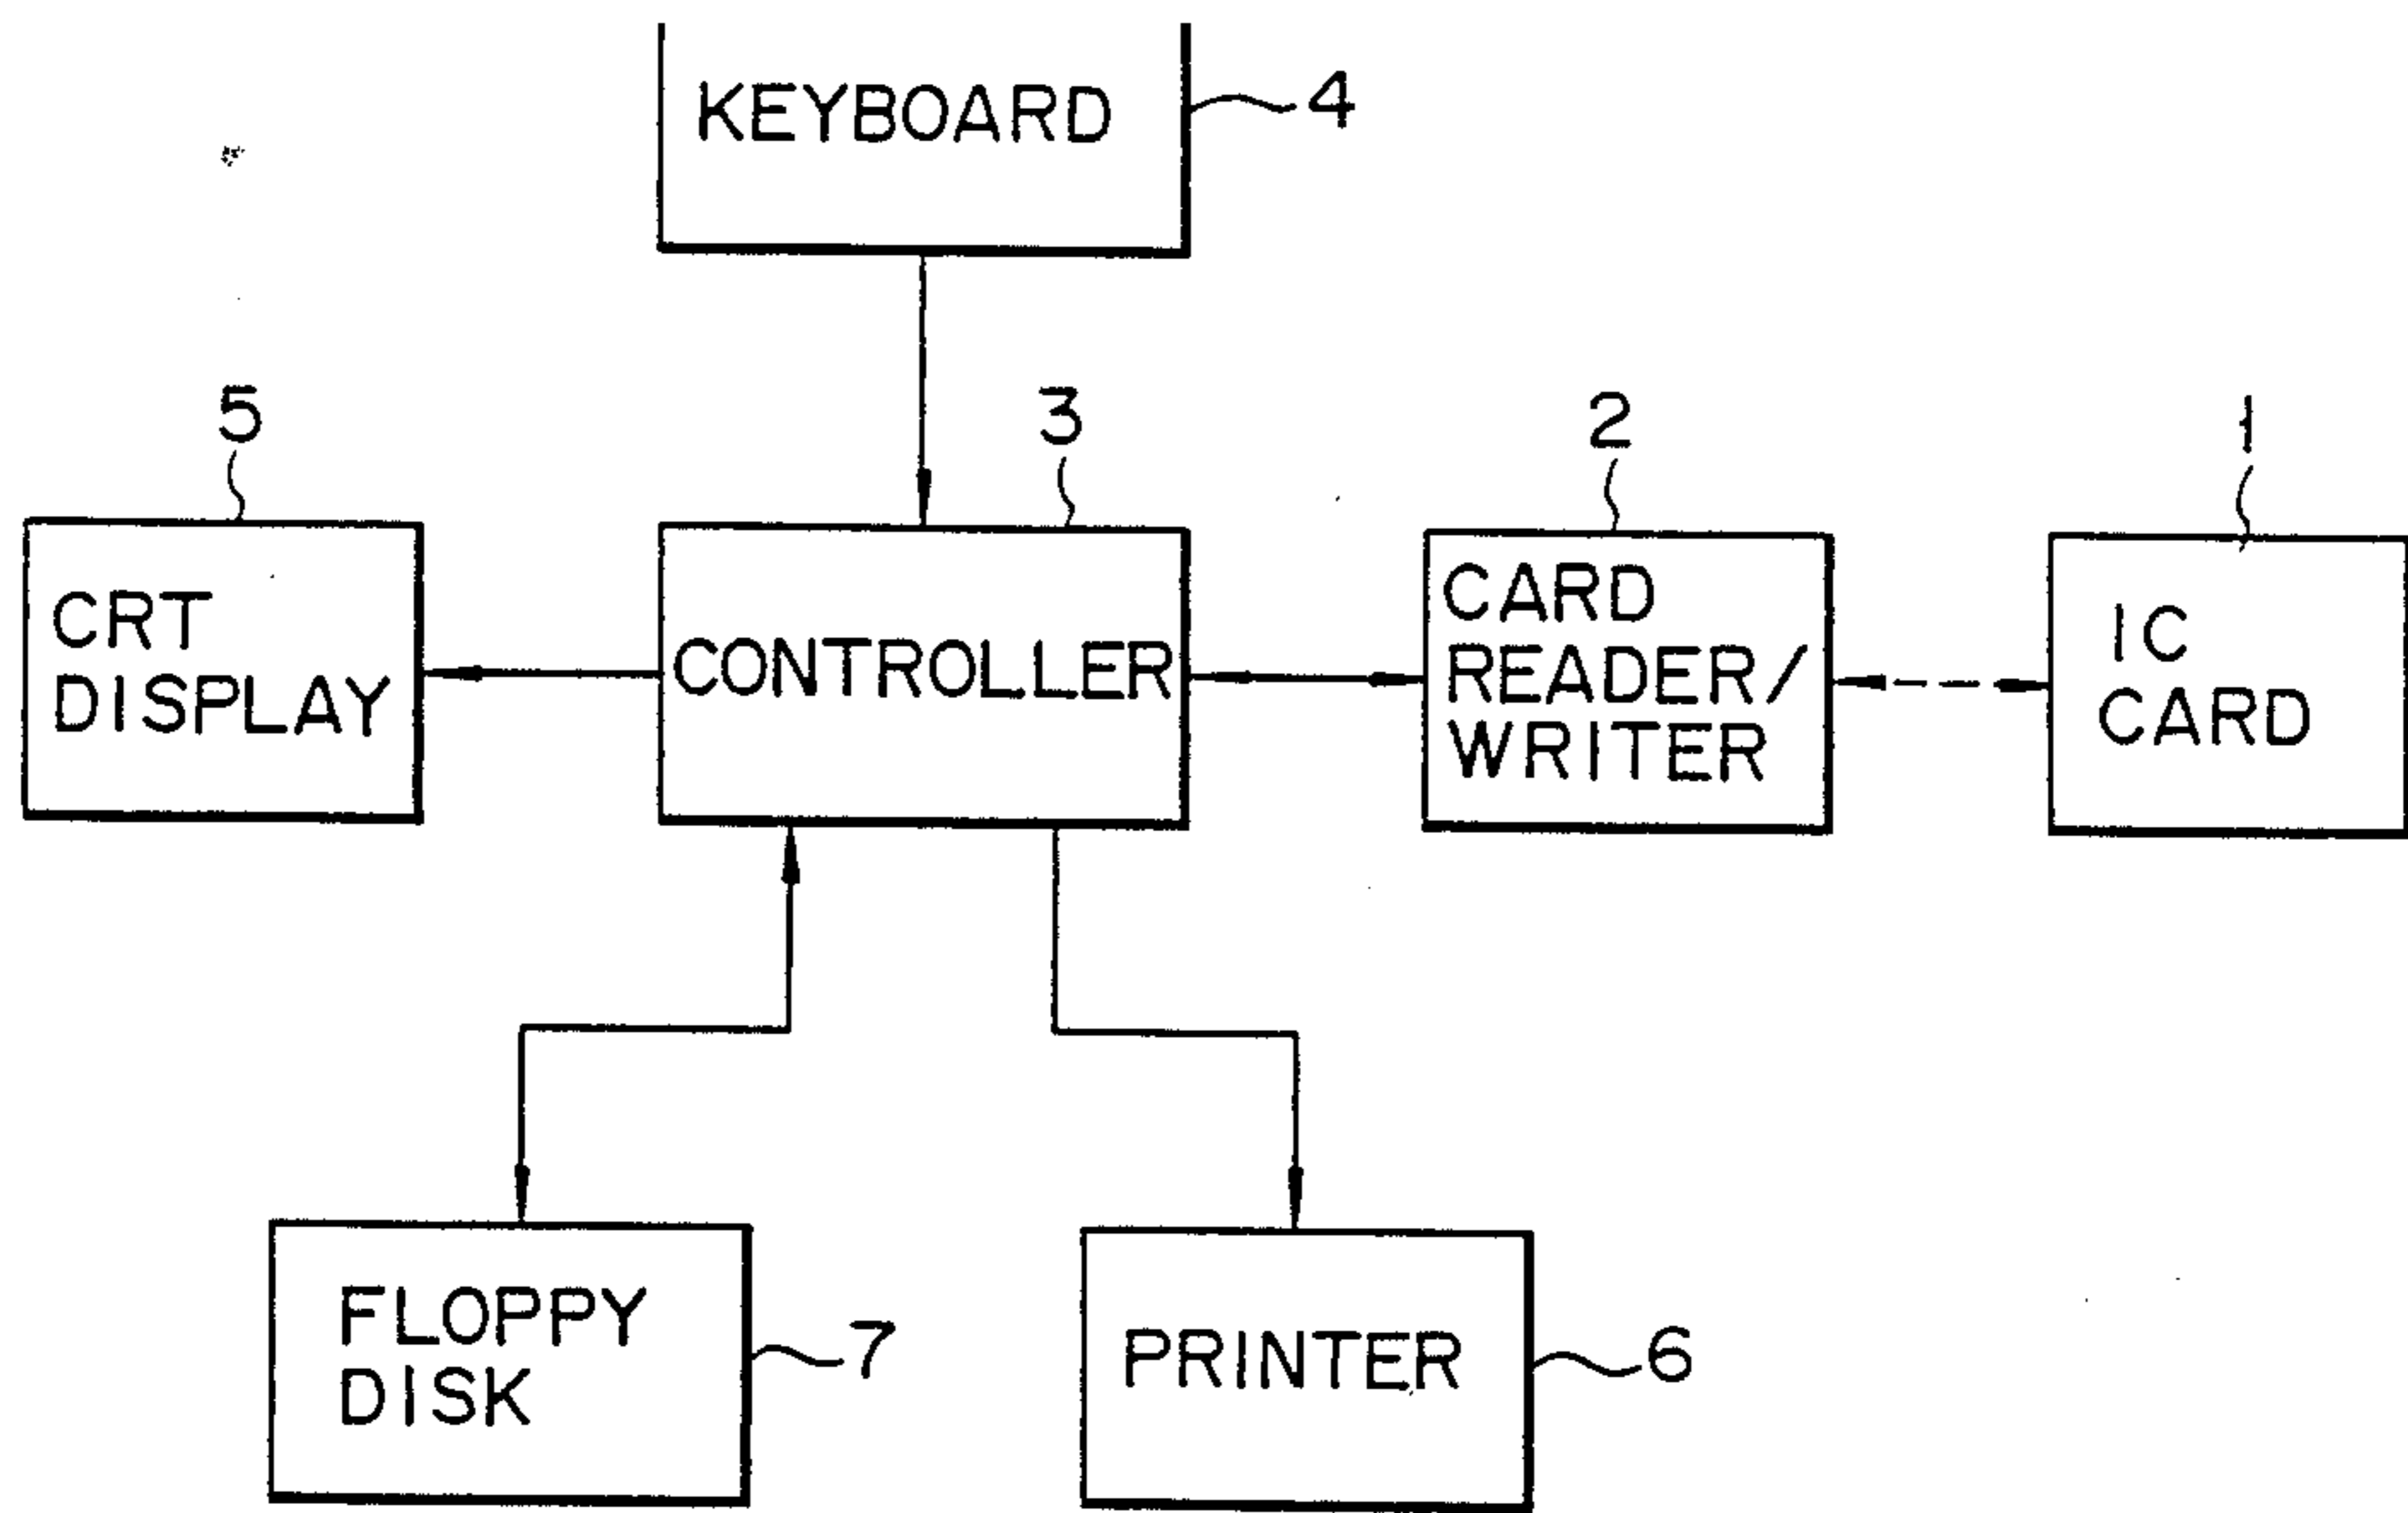 KEYBOARD
4
5
3
2
1
CRT
DISPLAY
CONTROLLER
CARD
READER/
WRITER
IC
CARD
FLOPPY
DISK
7
PRINTER
6